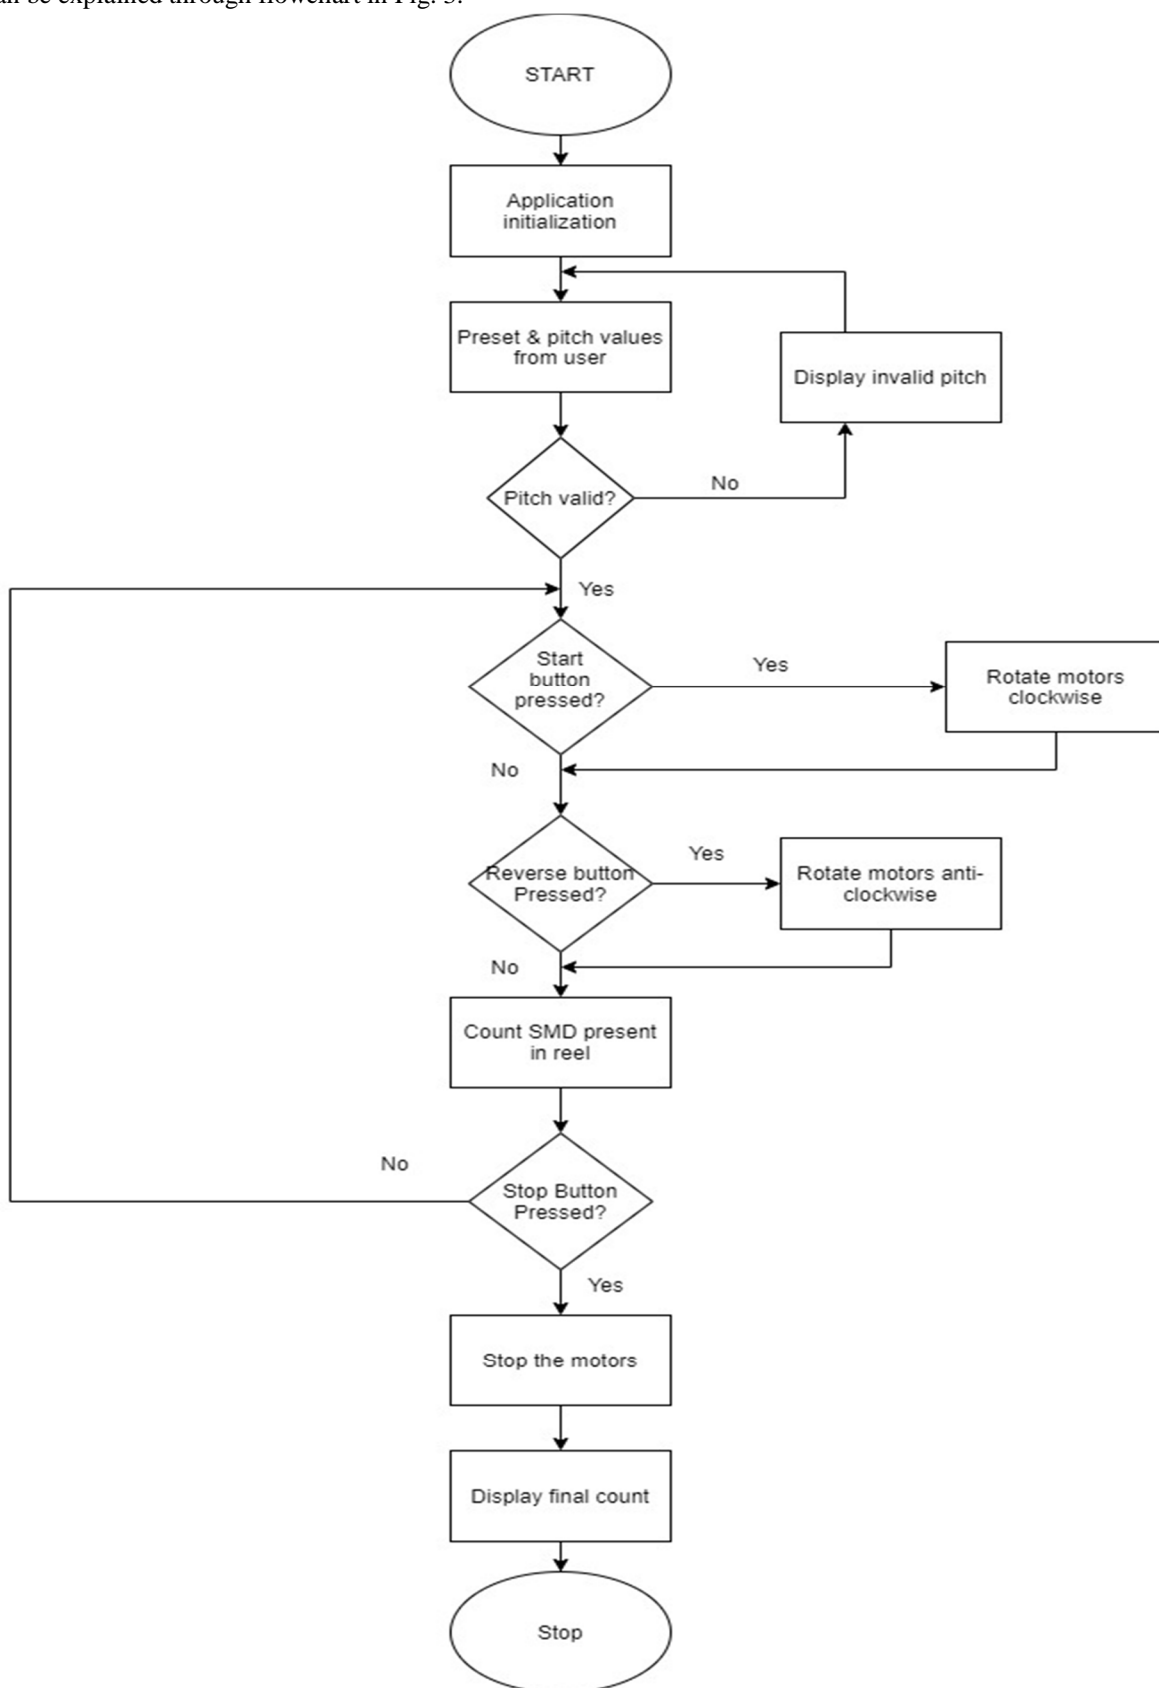 be explained through flowchart in Fig. 3.
START
Application
initialization
Preset & pitch values
from user
Display invalid pitch
Pitch valid?
No
Yes
Start
button
pressed?
Yes
Rotate motors
clockwise
No
Reverse button
Pressed?
Yes
Rotate motors anti-
clockwise
No
Count SMD present
in reel
No
Stop Button
Pressed?
Yes
Stop the motors
Display final count
Stop